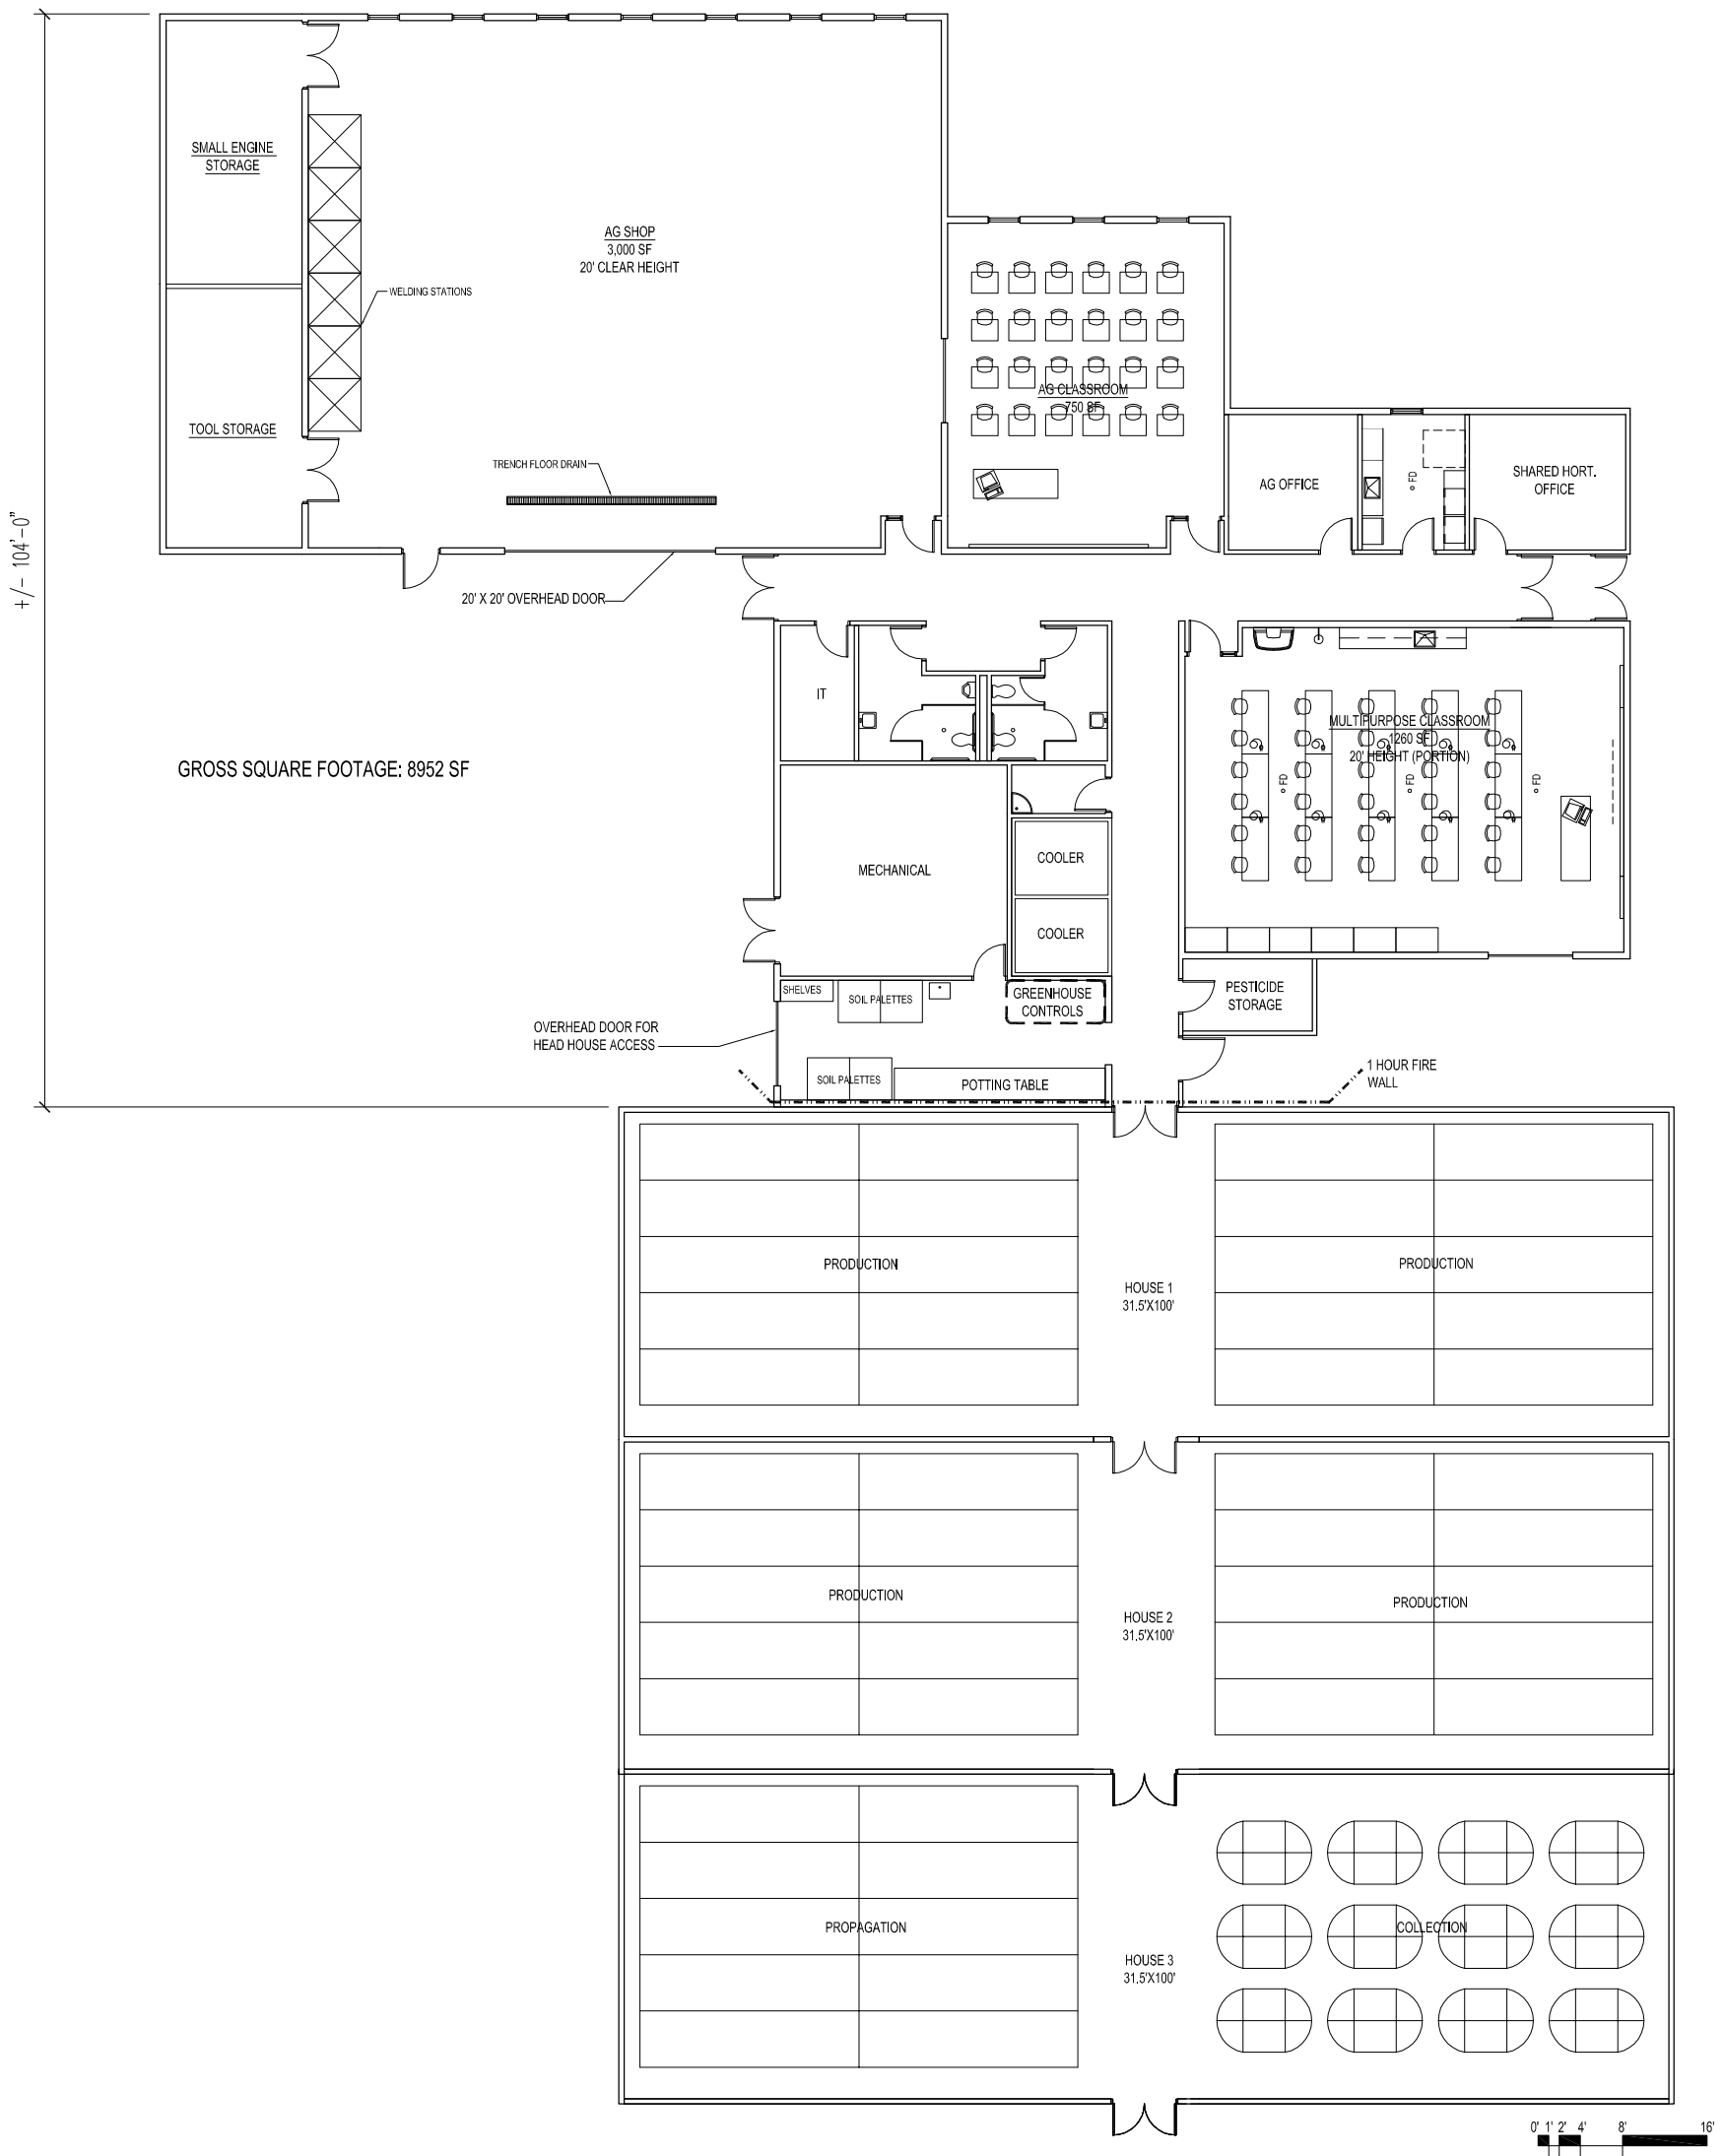 SMALL ENGINE
STORAGE
AG SHOP
3,000 SF
20' CLEAR HEIGHT
WELDING STATIONS
TOOL STORAGE
TRENCH FLOOR DRAIN
AG CLASSROOM
750 SF
AG OFFICE
FD
SHARED HORT.
OFFICE
+/- 104'-0"
20' X 20' OVERHEAD DOOR
IT
MULTIPURPOSE CLASSROOM
1260 SF
20' HEIGHT (PORTION)
FD
FD
FD
GROSS SQUARE FOOTAGE: 8952 SF
MECHANICAL
COOLER
COOLER
SHELVES
SOIL PALETTES
GREENHOUSE
CONTROLS
PESTICIDE
STORAGE
OVERHEAD DOOR FOR
HEAD HOUSE ACCESS
SOIL PALETTES
POTTING TABLE
1 HOUR FIRE
WALL
PRODUCTION
HOUSE 1
31.5'X100'
PRODUCTION
PRODUCTION
HOUSE 2
31.5'X100'
PRODUCTION
PROPAGATION
HOUSE 3
31.5'X100'
COLLECTION
0' 1' 2' 4' 8' 16'